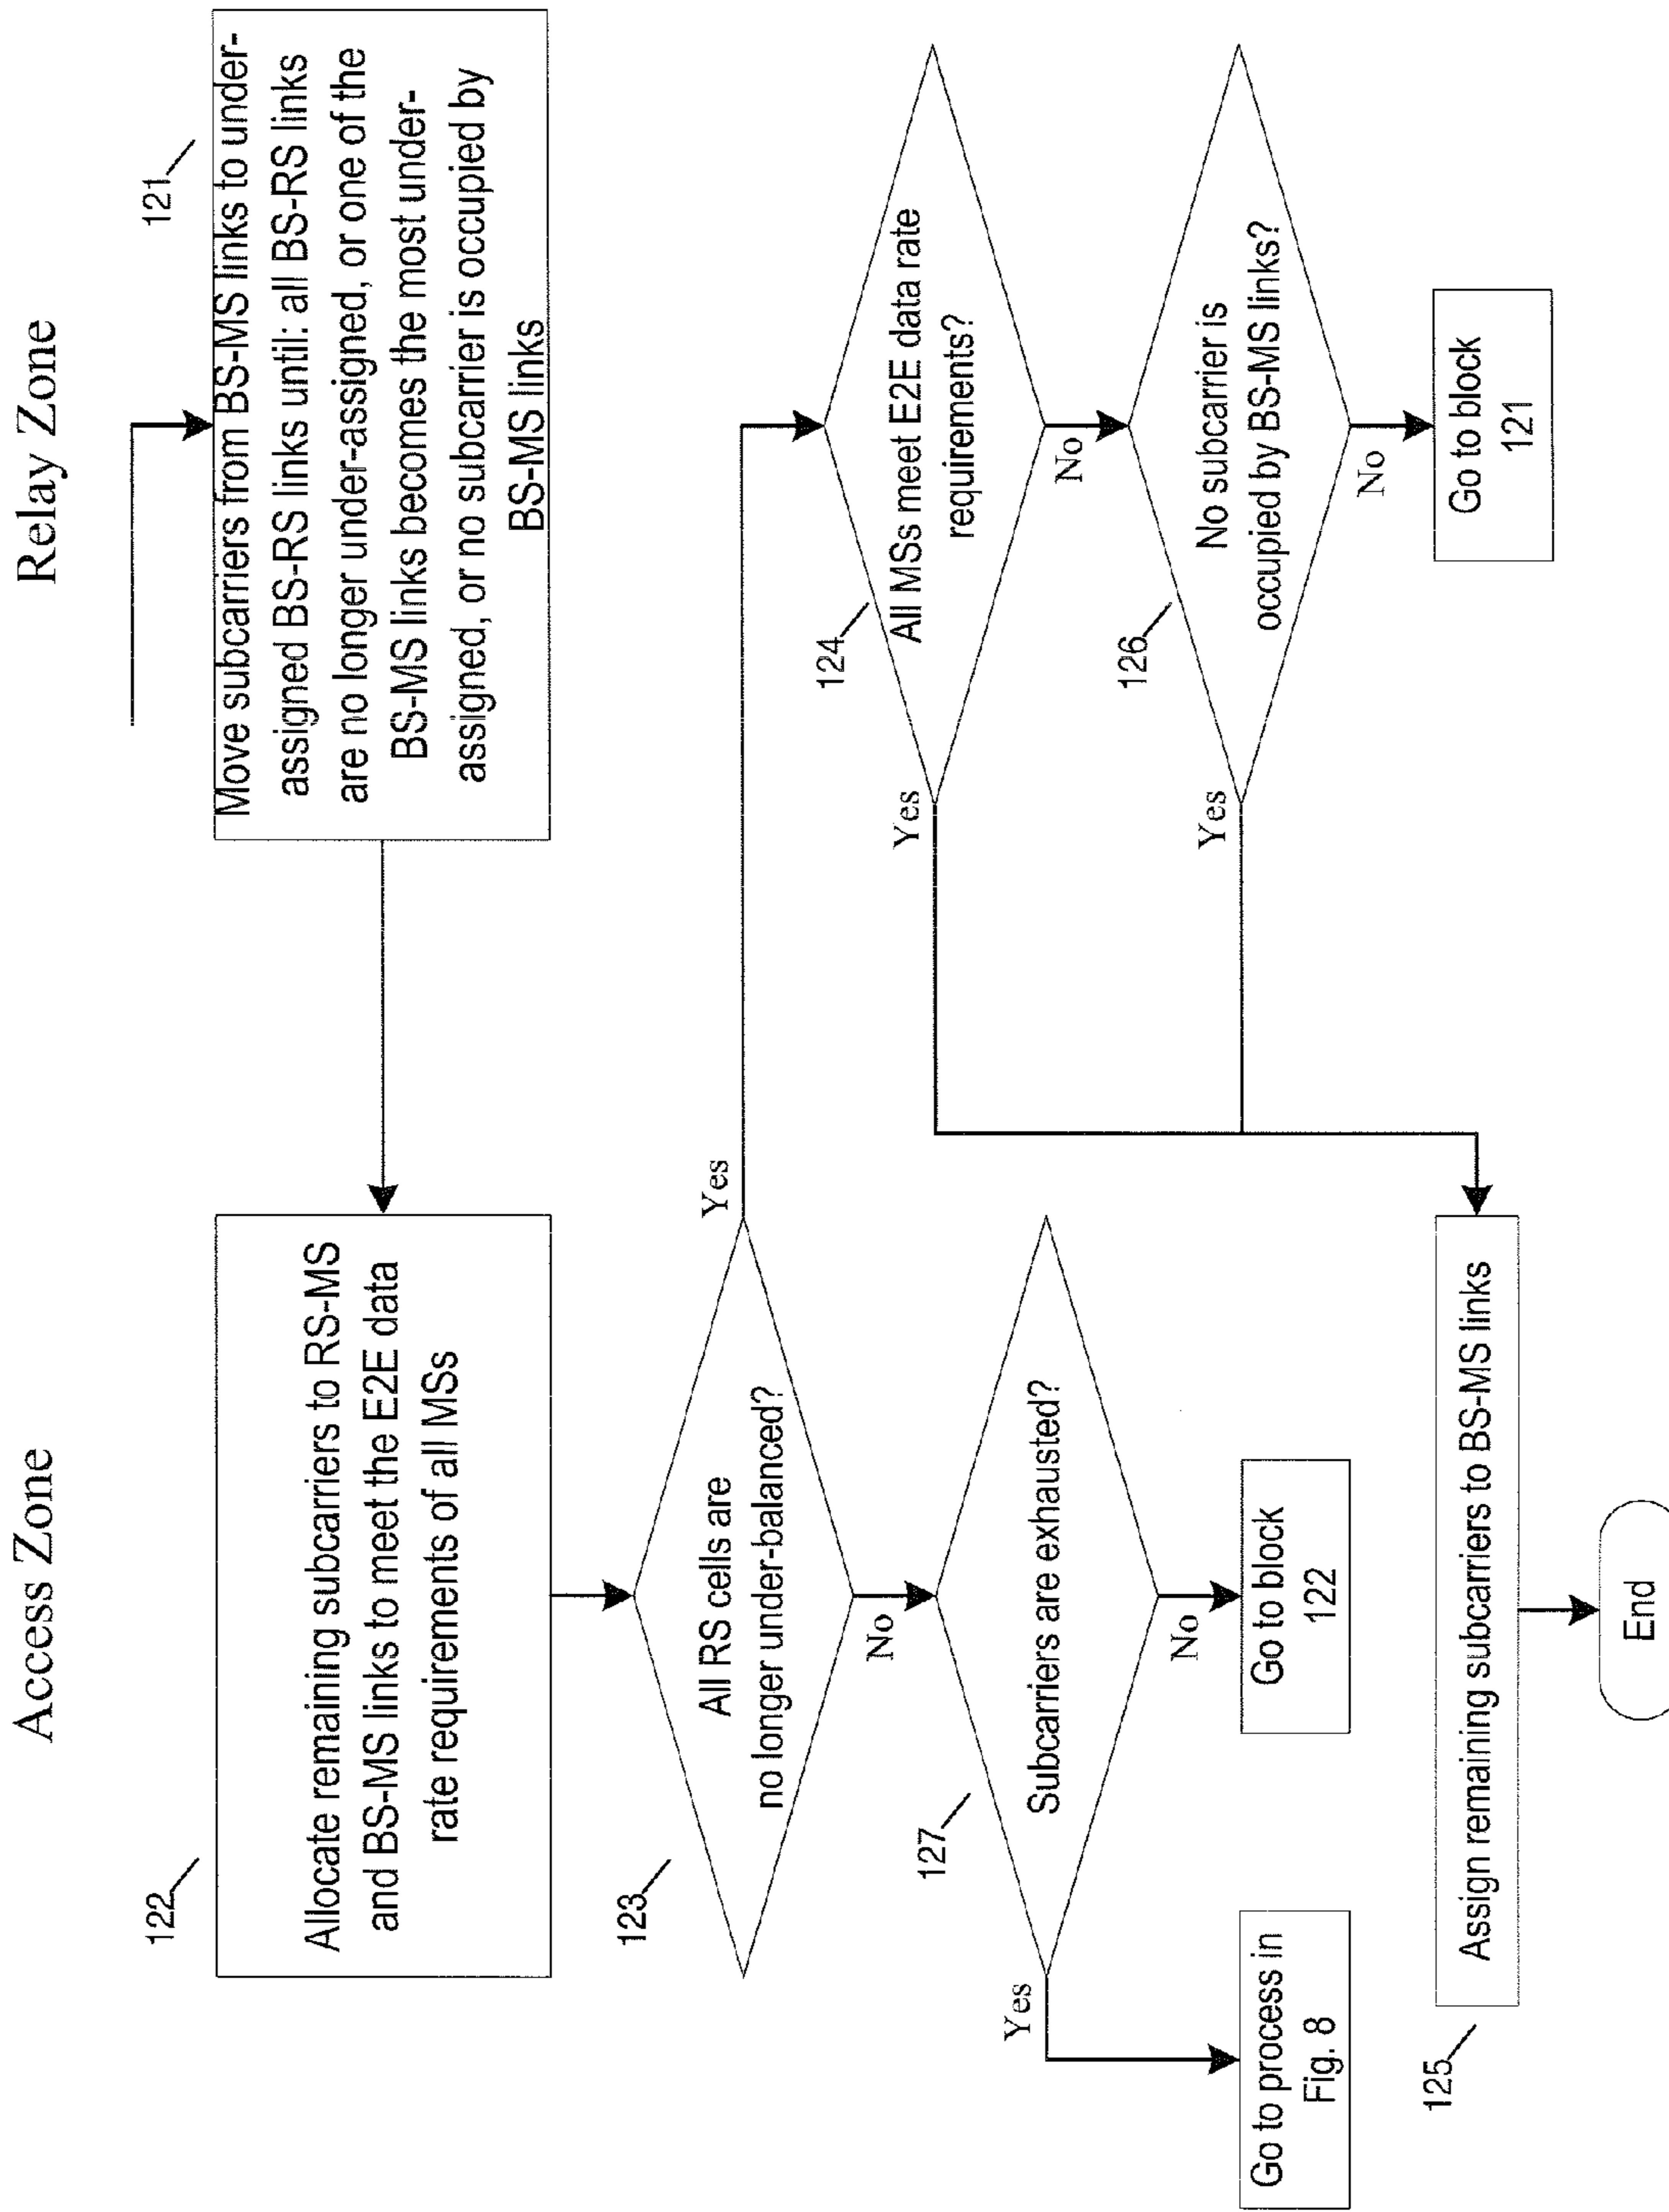 Access Zone
Relay Zone
122
Allocate remaining subcarriers to RS-MS
and BS-MS links to meet the E2E data
rate requirements of all MSs
121
Move subcarriers from BS-MS links to under-
assigned BS-RS links until: all BS-RS links
are no longer under-assigned, or one of the
BS-MS links becomes the most under-
assigned, or no subcarrier is occupied by
BS-MS links
123
All RS cells are
no longer under-balanced?
Yes
No
124
All MSs meet E2E data rate
requirements?
Yes
No
127
Subcarriers are exhausted?
Yes
No
126
No subcarrier is
occupied by BS-MS links?
Yes
No
Go to process in
Fig. 8
Go to block
122
Go to block
121
125
Assign remaining subcarriers to BS-MS links
End